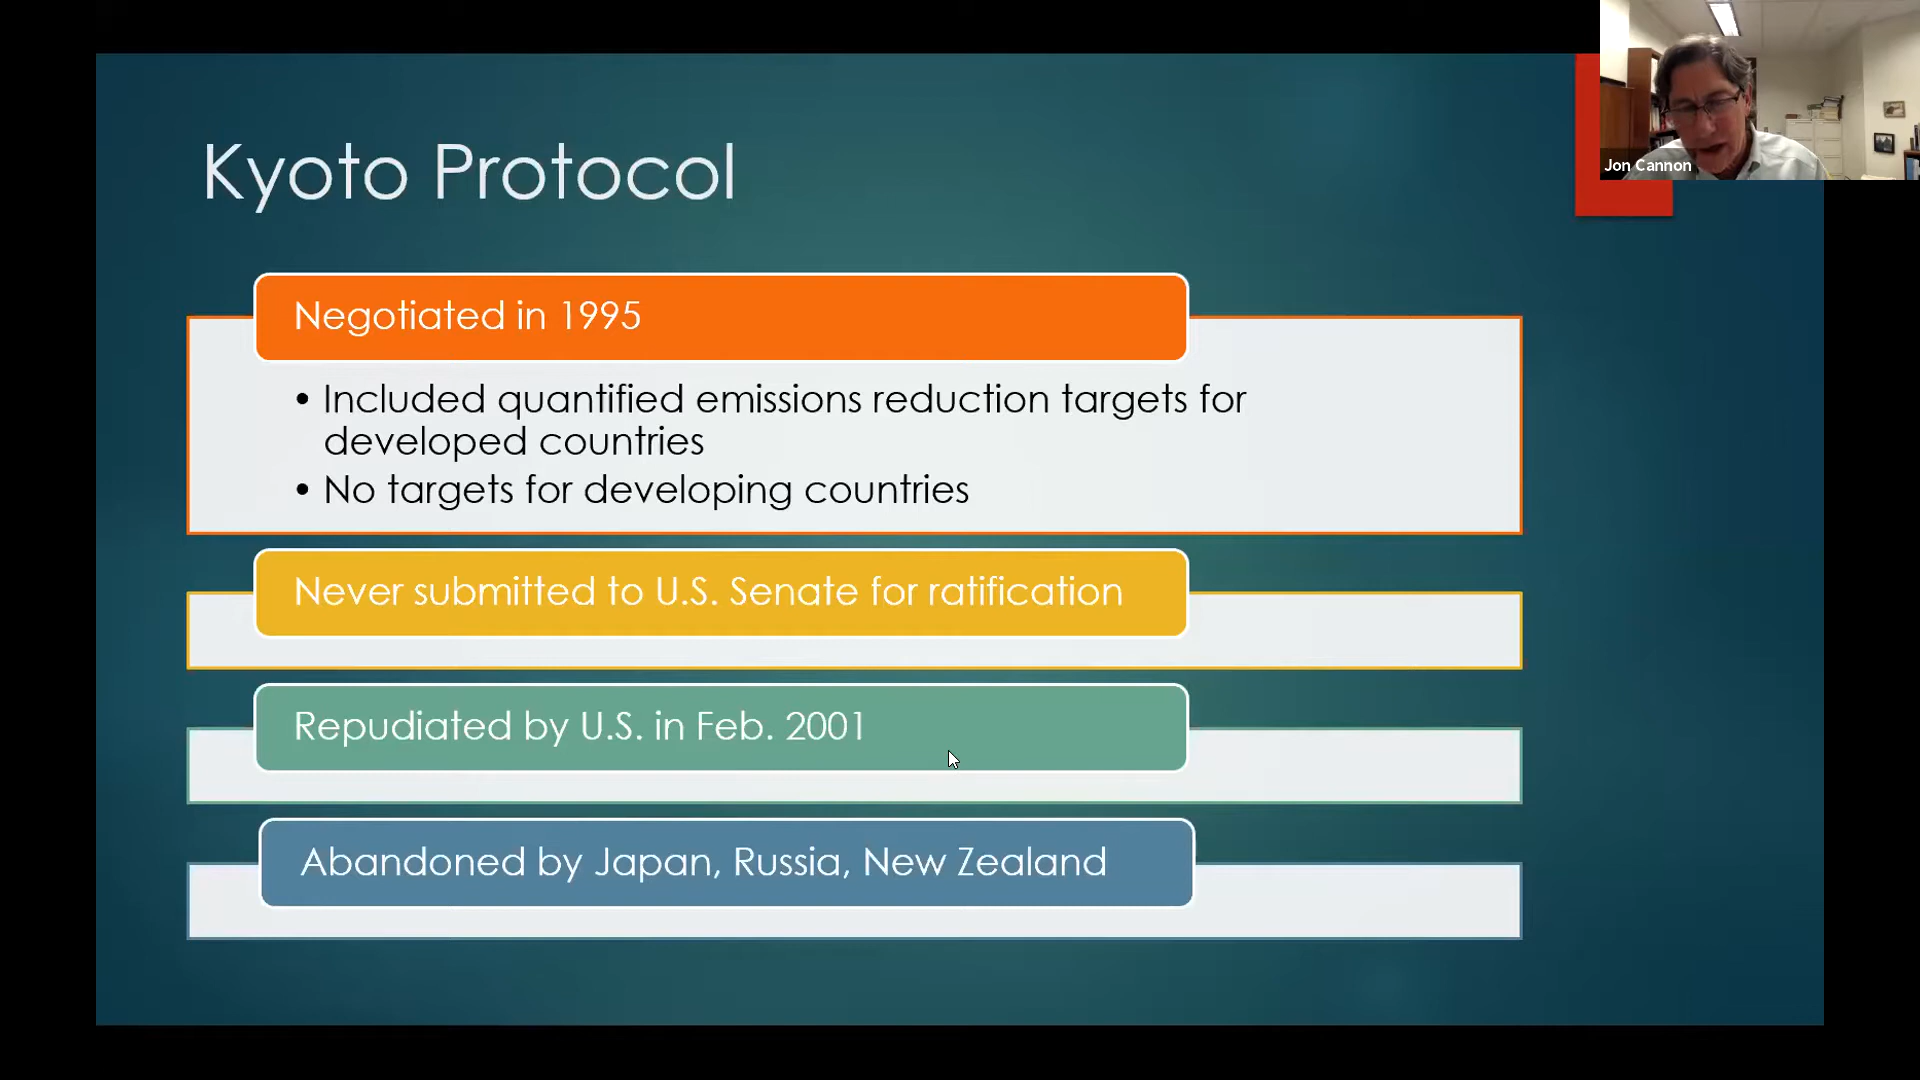 Kyoto Protocol
Jon Cannon
Negotiated in 1995
• Included quantified emissions reduction targets for
developed countries
• No targets for developing countries
Never submitted to U.S. Senate for ratification
Repudiated by U.S. in Feb. 2001
Abandoned by Japan, Russia, New Zealand